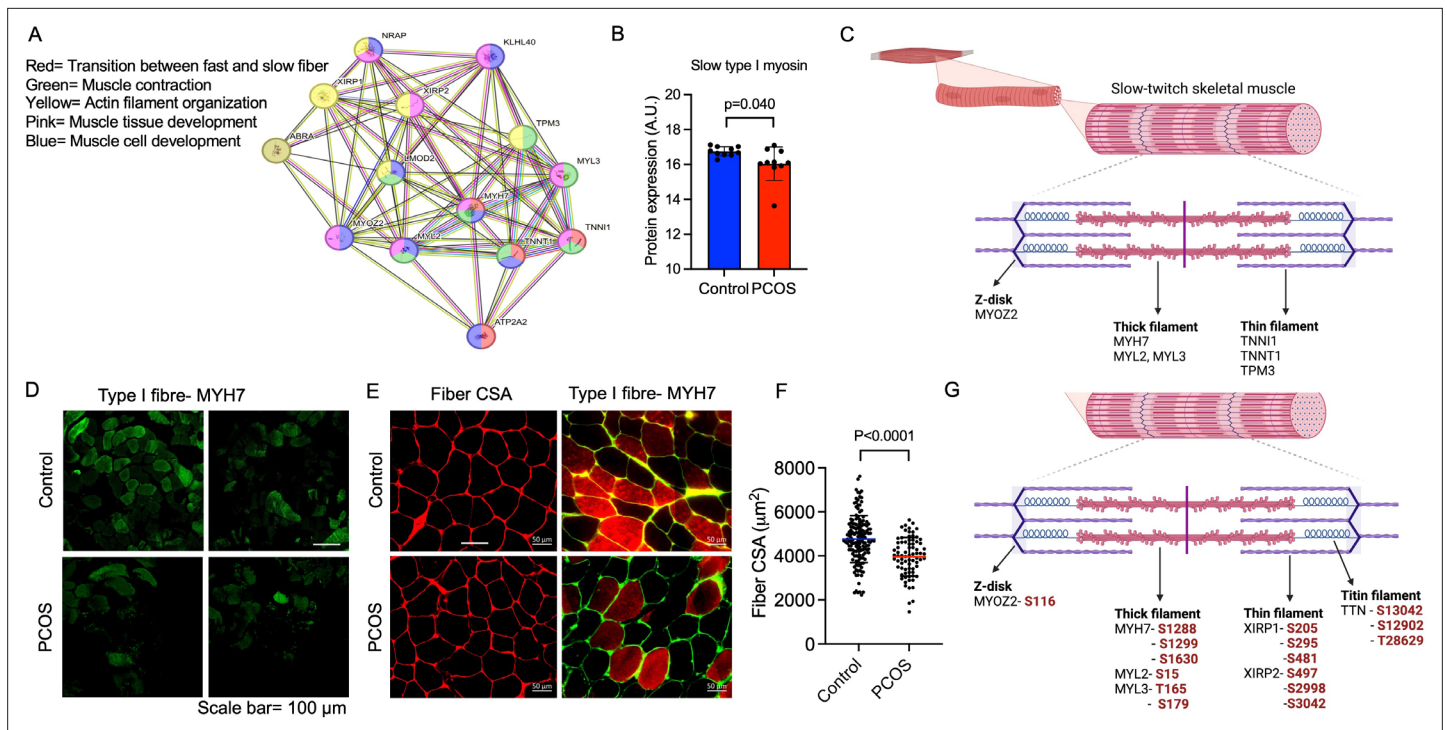 A
Red= Transition between fast and slow fiber
Green= Muscle contraction
Yellow= Actin filament organization
Pink= Muscle tissue development
Blue= Muscle cell development
NRAP
KLHL40
XIRP1
XIRP2
ABRA
TPM3
LMOD2
MYL3
MYH7
MYOZ2
MYL2
TNNT1
TNNI1
ATP2A2
B
Slow type I myosin
p=0.040
Protein expression (A.U.)
20
18
16
14
12
10
Control PCOS
C
Slow-twitch skeletal muscle
Z-disk
MYOZ2
Thick filament
MYH7
MYL2, MYL3
Thin filament
TNNI1
TNNT1
TPM3
D
Type I fibre- MYH7
Control
PCOS
Scale bar= 100 µm
E
Fiber CSA
Type I fibre- MYH7
Control
PCOS
50 µm
50 µm
50 µm
50 µm
F
P<0.0001
Fiber CSA (µm²)
8000
6000
4000
2000
0
Control
PCOS
G
Z-disk
MYOZ2- S116
Thick filament
MYH7- S1288
- S1299
- S1630
MYL2- S15
MYL3- T165
- S179
Thin filament
XIRP1- S205
- S295
- S481
XIRP2- S497
-S2998
-S3042
Titin filament
TTN - S13042
- S12902
- T28629